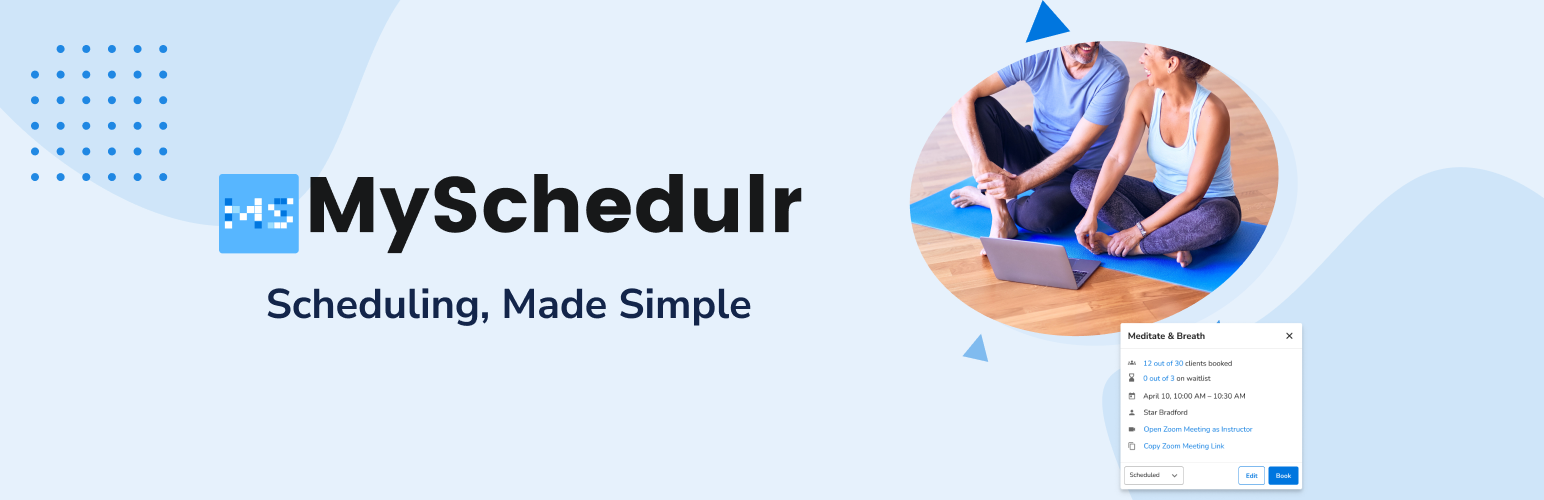 MS
MySchedulr
Scheduling, Made Simple
Meditate & Breath
12 out of 30 clients booked
0 out of 3 on waitlist
April 10, 10:00 AM – 10:30 AM
Star Bradford
Open Zoom Meeting as Instructor
Copy Zoom Meeting Link
Scheduled
Edit
Book